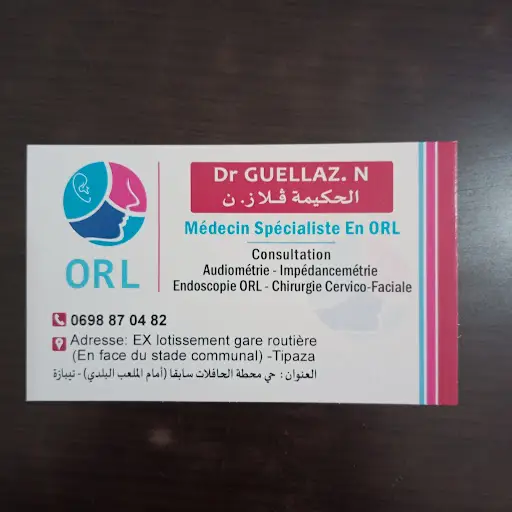 Dr GUELLAZ. N
الحكيمة ڤلاز. ن
Médecin Spécialiste En ORL
Consultation
Audiométrie - Impédancemétrie
Endoscopie ORL - Chirurgie Cervico-Faciale
ORL
0698 87 04 82
Adresse: EX lotissement gare routière
(En face du stade communal) -Tipaza
العنوان : حي محطة الحافلات سابقا (أمام الملعب البلدي) - تيبازة